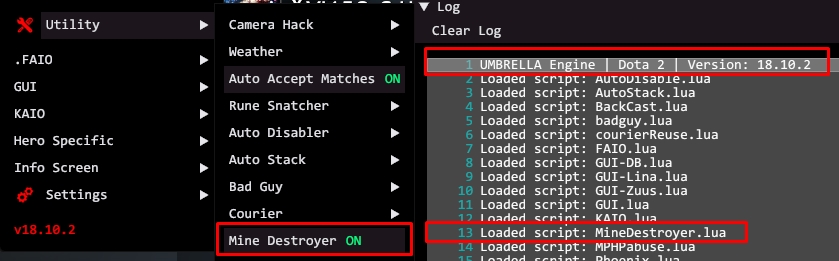 Utility
.FAIO
GUI
KAIO
Hero Specific
Info Screen
Settings
v18.10.2
Camera Hack
Weather
Auto Accept Matches ON
Rune Snatcher
Auto Disabler
Auto Stack
Bad Guy
Courier
Mine Destroyer ON
Log
Clear Log
1 UMBRELLA Engine | Dota 2 | Version: 18.10.2
2 Loaded script: AutoDisable.lua
3 Loaded script: AutoStack.lua
4 Loaded script: BackCast.lua
5 Loaded script: badguy.lua
6 Loaded script: courierReuse.lua
7 Loaded script: FAIO.lua
8 Loaded script: GUI-DB.lua
9 Loaded script: GUI-Lina.lua
10 Loaded script: GUI-Zuus.lua
11 Loaded script: GUI.lua
12 Loaded script: KAIO.lua
13 Loaded script: MineDestroyer.lua
14 Loaded script: MPHPabuse.lua
15 Loaded script: Phoenix.lua